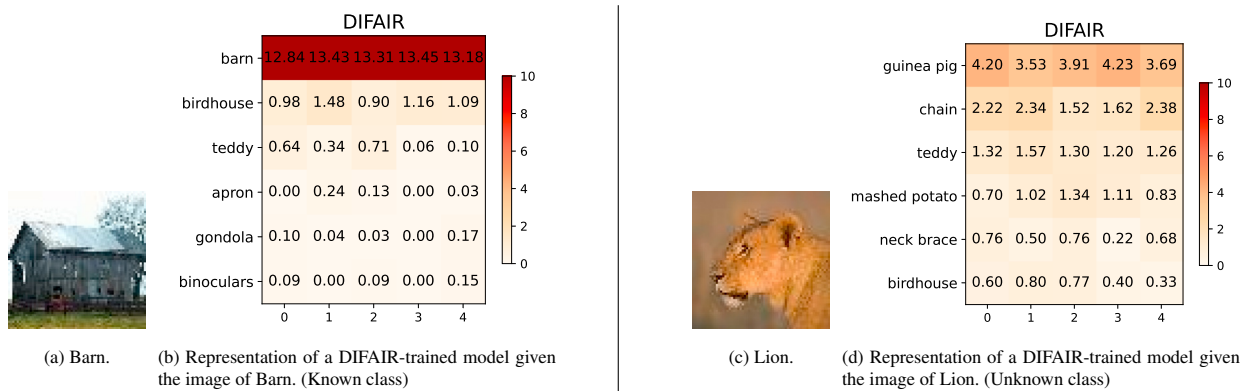 DIFAIR
barn 12.84 13.43 13.31 13.45 13.18
birdhouse 0.98 1.48 0.90 1.16 1.09
teddy 0.64 0.34 0.71 0.06 0.10
apron 0.00 0.24 0.13 0.00 0.03
gondola 0.10 0.04 0.03 0.00 0.17
binoculars 0.09 0.00 0.09 0.00 0.15
0 1 2 3 4
10
8
6
4
2
0
(a) Barn.
(b) Representation of a DIFAIR-trained model given
the image of Barn. (Known class)
DIFAIR
guinea pig 4.20 3.53 3.91 4.23 3.69
chain 2.22 2.34 1.52 1.62 2.38
teddy 1.32 1.57 1.30 1.20 1.26
mashed potato 0.70 1.02 1.34 1.11 0.83
neck brace 0.76 0.50 0.76 0.22 0.68
birdhouse 0.60 0.80 0.77 0.40 0.33
0 1 2 3 4
10
8
6
4
2
0
(c) Lion.
(d) Representation of a DIFAIR-trained model given
the image of Lion. (Unknown class)